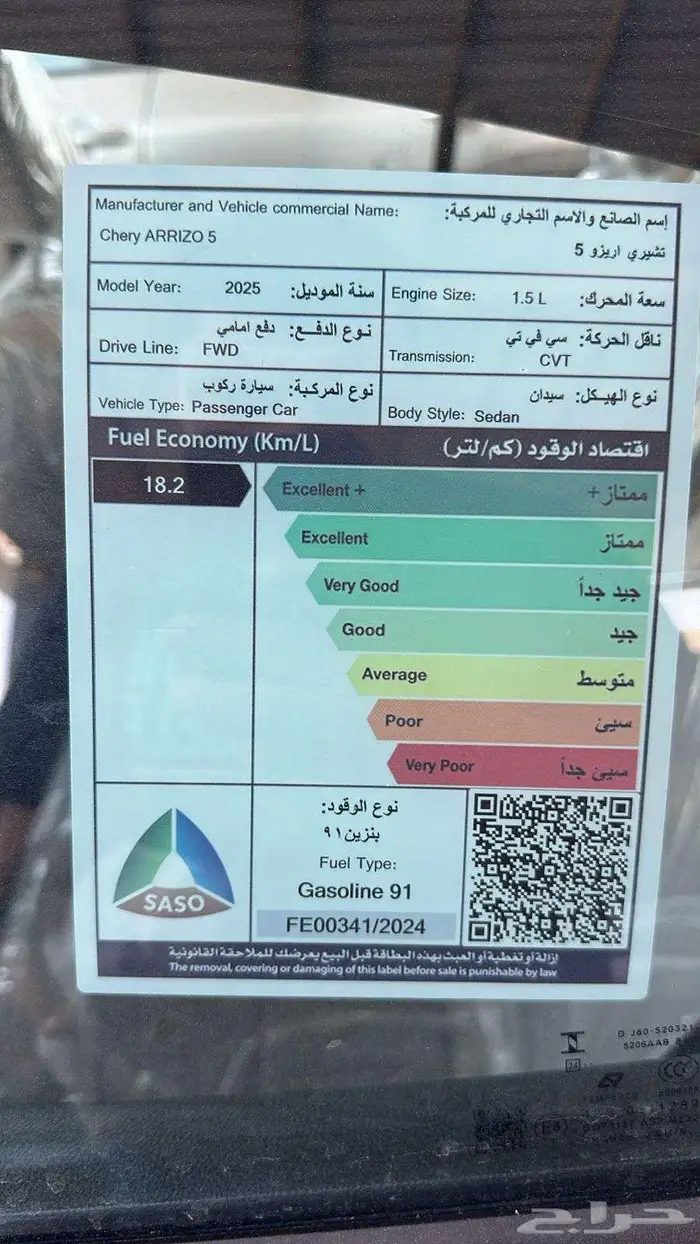 Manufacturer and Vehicle commercial Name:
إسم الصانع والاسم التجاري للمركبة:
Chery ARRIZO 5
تشيري اريزو 5
Model Year: 2025 سنة الموديل:
Engine Size: 1.5 L سعة المحرك:
نوع الدفع: دفع امامي
Drive Line: FWD
ناقل الحركة: سي في تي
Transmission: CVT
نوع المركبة: سيارة ركوب
Vehicle Type: Passenger Car
نوع الهيكل: سيدان
Body Style: Sedan
Fuel Economy (Km/L) اقتصاد الوقود (كم/لتر)
18.2
Excellent + ممتاز +
Excellent ممتاز
Very Good جيد جداً
Good جيد
Average متوسط
Poor سيئ
Very Poor سيئ جداً
SASO
نوع الوقود:
بنزين ٩١
Fuel Type:
Gasoline 91
FE00341/2024
إزالة أو تغطية أو العبث بهذه البطاقة قبل البيع يعرضك للملاحقة القانونية
The removal, covering or damaging of this label before sale is punishable by law
D J60-520321
5206AAB
حراج